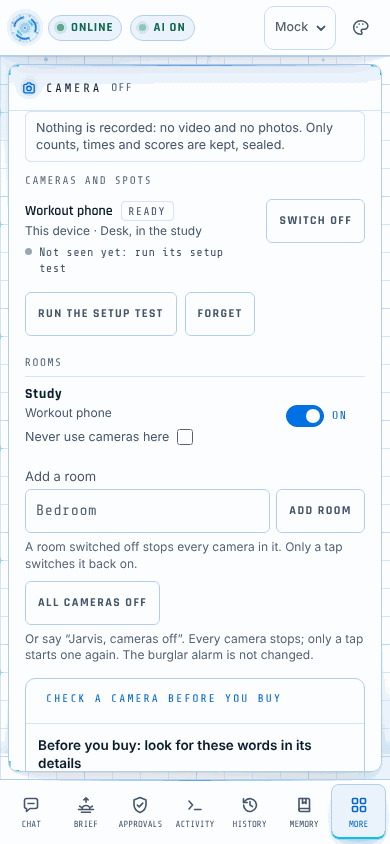 ONLINE
AI ON
Mock
CAMERA OFF
Nothing is recorded: no video and no photos. Only
counts, times and scores are kept, sealed.
CAMERAS AND SPOTS
Workout phone READY
This device · Desk, in the study
Not seen yet: run its setup
test
SWITCH OFF
RUN THE SETUP TEST
FORGET
ROOMS
Study
Workout phone
ON
Never use cameras here
Add a room
Bedroom
ADD ROOM
A room switched off stops every camera in it. Only a tap
switches it back on.
ALL CAMERAS OFF
Or say “Jarvis, cameras off”. Every camera stops; only a tap
starts one again. The burglar alarm is not changed.
CHECK A CAMERA BEFORE YOU BUY
Before you buy: look for these words in its
details
CHAT
BRIEF
APPROVALS
ACTIVITY
HISTORY
MEMORY
MORE